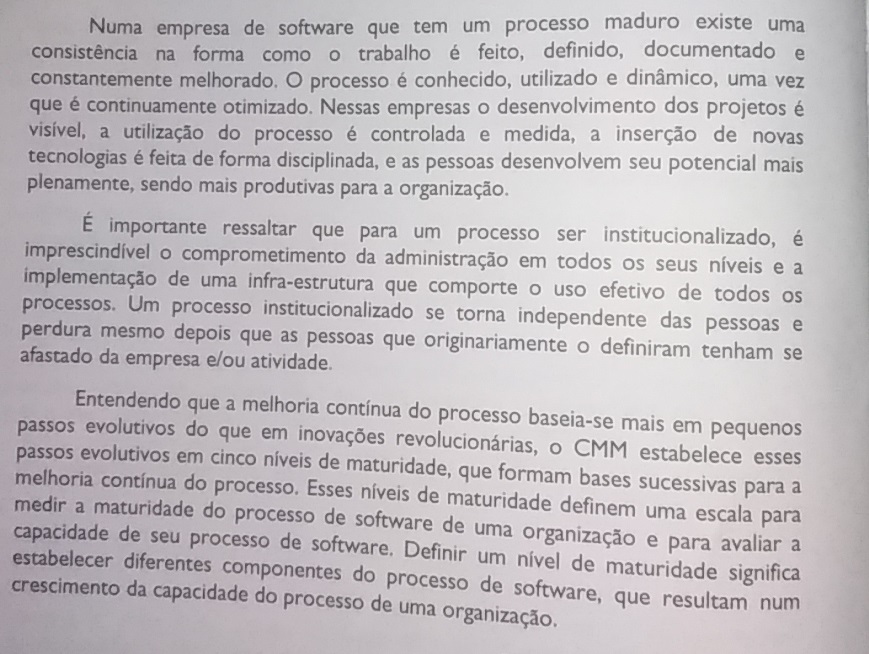 Numa empresa de software que tem um processo maduro existe uma
consistência na forma como o trabalho é feito, definido, documentado e
constantemente melhorado. O processo é conhecido, utilizado e dinâmico, uma vez
que é continuamente otimizado. Nessas empresas o desenvolvimento dos projetos é
visível, a utilização do processo é controlada e medida, a inserção de novas
tecnologias é feita de forma disciplinada, e as pessoas desenvolvem seu potencial mais
plenamente, sendo mais produtivas para a organização.
É importante ressaltar que para um processo ser institucionalizado, é
imprescindível o comprometimento da administração em todos os seus níveis e a
implementação de uma infra-estrutura que comporte o uso efetivo de todos os
processos. Um processo institucionalizado se torna independente das pessoas e
perdura mesmo depois que as pessoas que originariamente o definiram tenham se
afastado da empresa e/ou atividade.
Entendendo que a melhoria contínua do processo baseia-se mais em pequenos
passos evolutivos do que em inovações revolucionárias, o CMM estabelece esses
passos evolutivos em cinco níveis de maturidade, que formam bases sucessivas para a
melhoria contínua do processo. Esses níveis de maturidade definem uma escala para
medir a maturidade do processo de software de uma organização e para avaliar a
capacidade de seu processo de software. Definir um nível de maturidade significa
estabelecer diferentes componentes do processo de software, que resultam num
crescimento da capacidade do processo de uma organização.